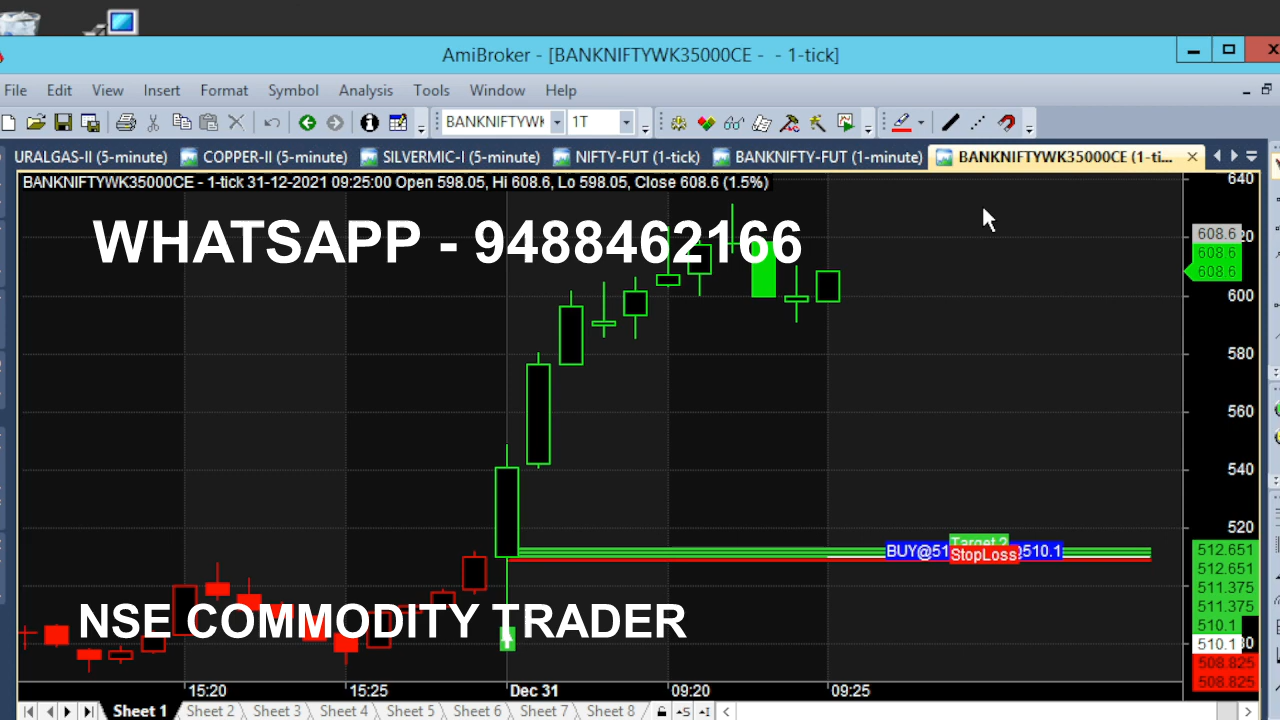 AmiBroker - [BANKNIFTYWK35000CE - - 1-tick]
File Edit View Insert Format Symbol Analysis Tools Window Help
BANKNIFTYWK 1T
URALGAS-II (5-minute) COPPER-II (5-minute) SILVERMIC-I (5-minute) NIFTY-FUT (1-tick) BANKNIFTY-FUT (1-minute) BANKNIFTYWK35000CE (1-ti...
BANKNIFTYWK35000CE - 1-tick 31-12-2021 09:25:00 Open 598.05, Hi 608.6, Lo 598.05, Close 608.6 (1.5%)
640
WHATSAPP - 9488462166
608.6
608.6
608.6
600
580
560
540
520
Target 2
BUY@51 StopLoss @510.1
512.651
512.651
511.375
511.375
510.1
510.1
508.825
508.825
NSE COMMODITY TRADER
15:20 15:25 Dec 31 09:20 09:25
Sheet 1 Sheet 2 Sheet 3 Sheet 4 Sheet 5 Sheet 6 Sheet 7 Sheet 8